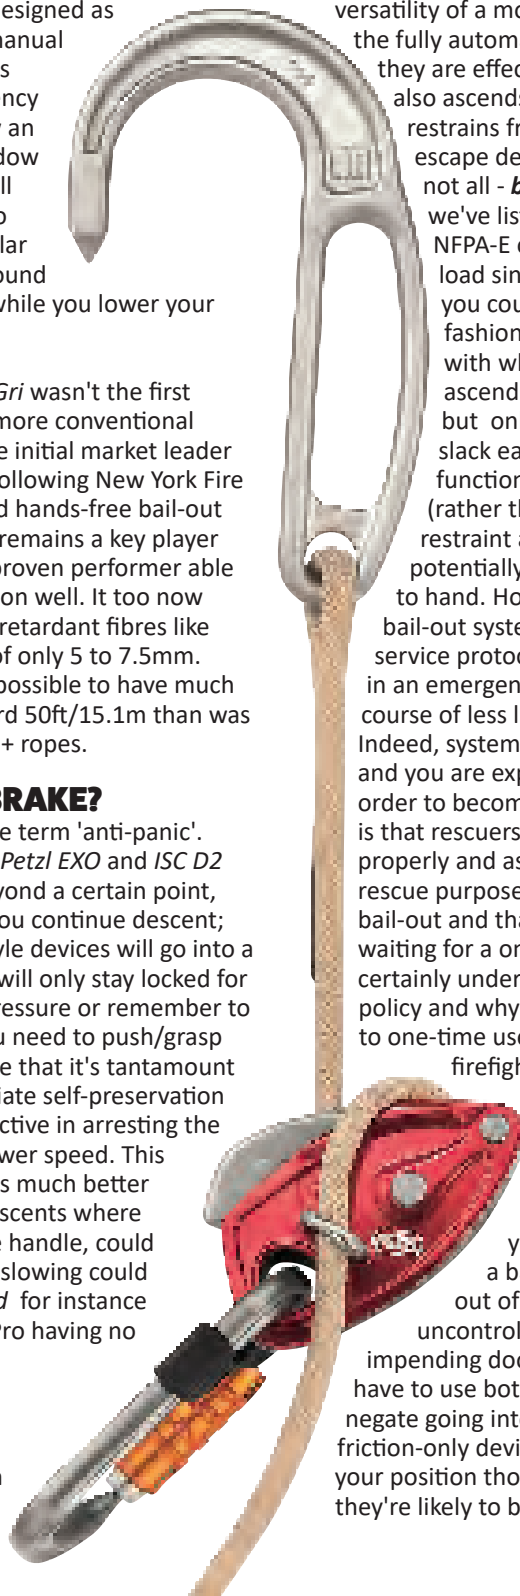 esigned as
nanual
s
ency
an
dow
ll
lar
ound
while you lower your
Gri wasn't the first
more conventional
e initial market leader
ollowing New York Fire
d hands-free bail-out
remains a key player
proven performer able
on well. It too now
retardant fibres like
of only 5 to 7.5mm.
possible to have much
rd 50ft/15.1m than was
+ ropes.
BRAKE?
e term 'anti-panic'.
Petzl EXO and ISC D2
yond a certain point,
ou continue descent;
yle devices will go into a
will only stay locked for
ressure or remember to
u need to push/grasp
e that it's tantamount
iate self-preservation
ctive in arresting the
wer speed. This
s much better
scents where
e handle, could
slowing could
d for instance
Pro having no
versatility of a mo
the fully autom
they are effec
also ascends
restrains fr
escape de
not all - b
we've lis
NFPA-E c
load sin
you cou
fashion
with wh
ascend
but on
slack ea
function
(rather th
restraint a
potentially
to hand. Ho
bail-out syste
service protoc
in an emergen
course of less l
Indeed, system
and you are exp
order to becom
is that rescuers
properly and as
rescue purpose
bail-out and tha
waiting for a or
certainly under
policy and why
to one-time use
firefigh
y
a b
out of
uncontrol
impending doo
have to use bot
negate going into
friction-only devi
your position tho
they're likely to b